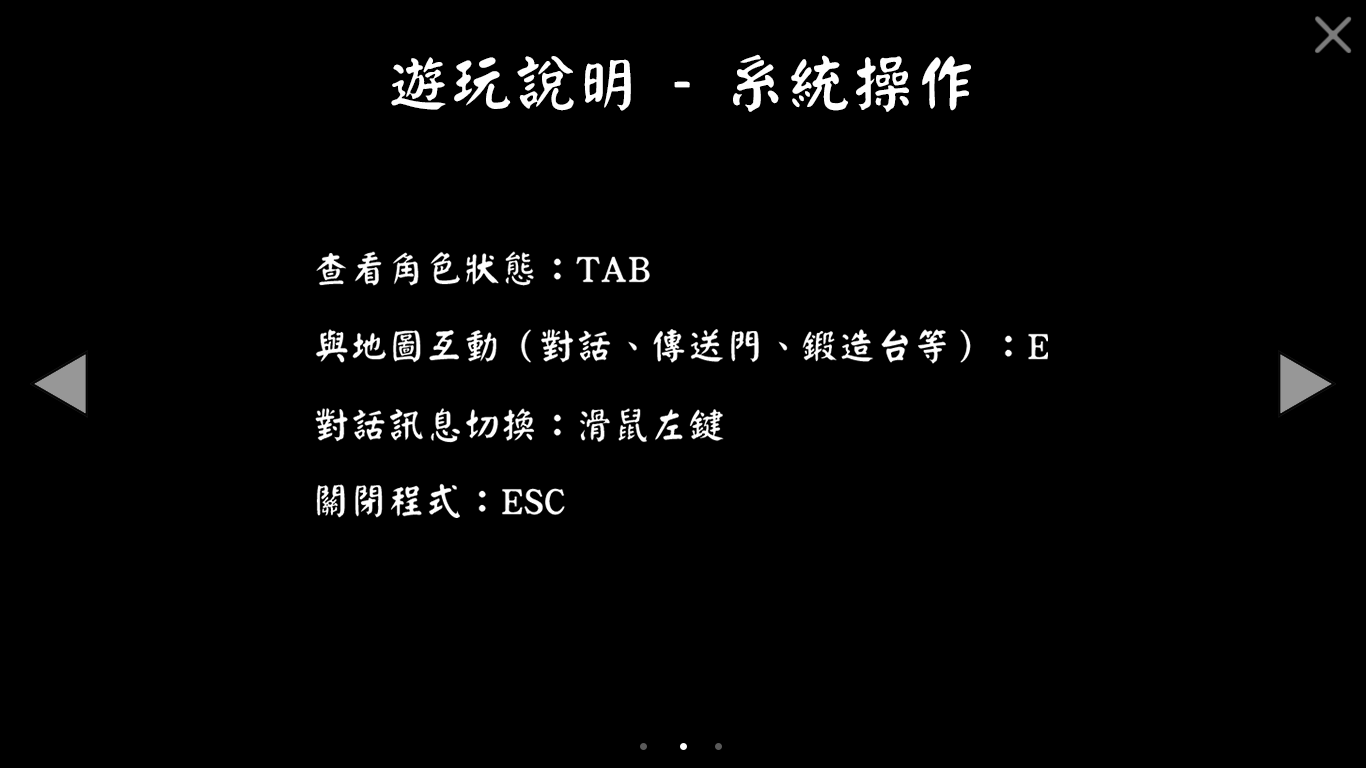 遊玩說明 - 系統操作
查看角色狀態：TAB
與地圖互動（對話、傳送門、鍛造台等）：E
對話訊息切換：滑鼠左鍵
關閉程式：ESC